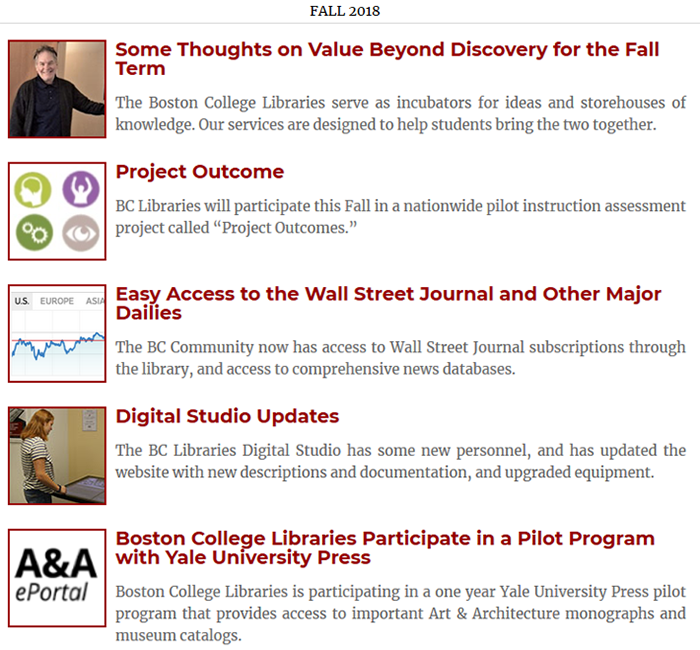 FALL 2018
Some Thoughts on Value Beyond Discovery for the Fall
Term
The Boston College Libraries serve as incubators for ideas and storehouses of
knowledge. Our services are designed to help students bring the two together.
Project Outcome
BC Libraries will participate this Fall in a nationwide pilot instruction assessment
project called “Project Outcomes.”
U.S. EUROPE ASIA
Easy Access to the Wall Street Journal and Other Major
Dailies
The BC Community now has access to Wall Street Journal subscriptions through
the library, and access to comprehensive news databases.
Digital Studio Updates
The BC Libraries Digital Studio has some new personnel, and has updated the
website with new descriptions and documentation, and upgraded equipment.
A&A
ePortal
Boston College Libraries Participate in a Pilot Program
with Yale University Press
Boston College Libraries is participating in a one year Yale University Press pilot
program that provides access to important Art & Architecture monographs and
museum catalogs.